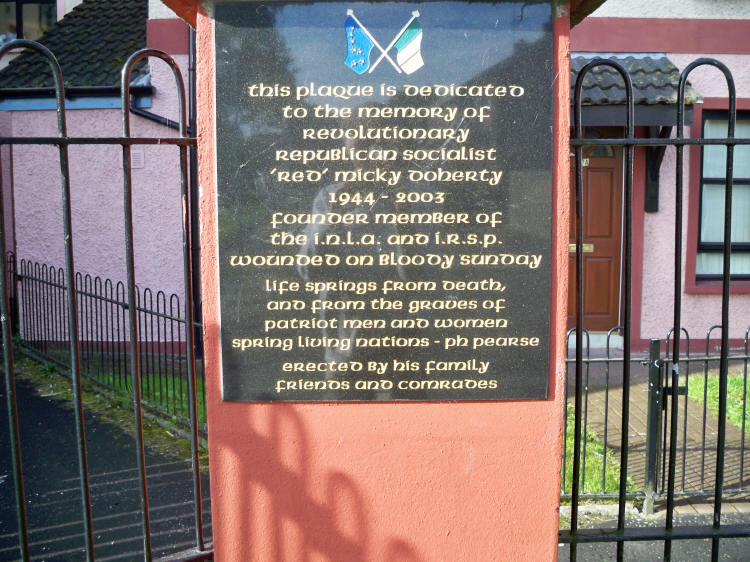 this plaque is dedicated
to the memory of
revolutionary
republican socialist
'red' micky doherty
1944 - 2003
founder member of
the i.n.l.a. and i.r.s.p.
wounded on bloody sunday
life springs from death,
and from the graves of
patriot men and women
spring living nations - ph pearse
erected by his family
friends and comrades